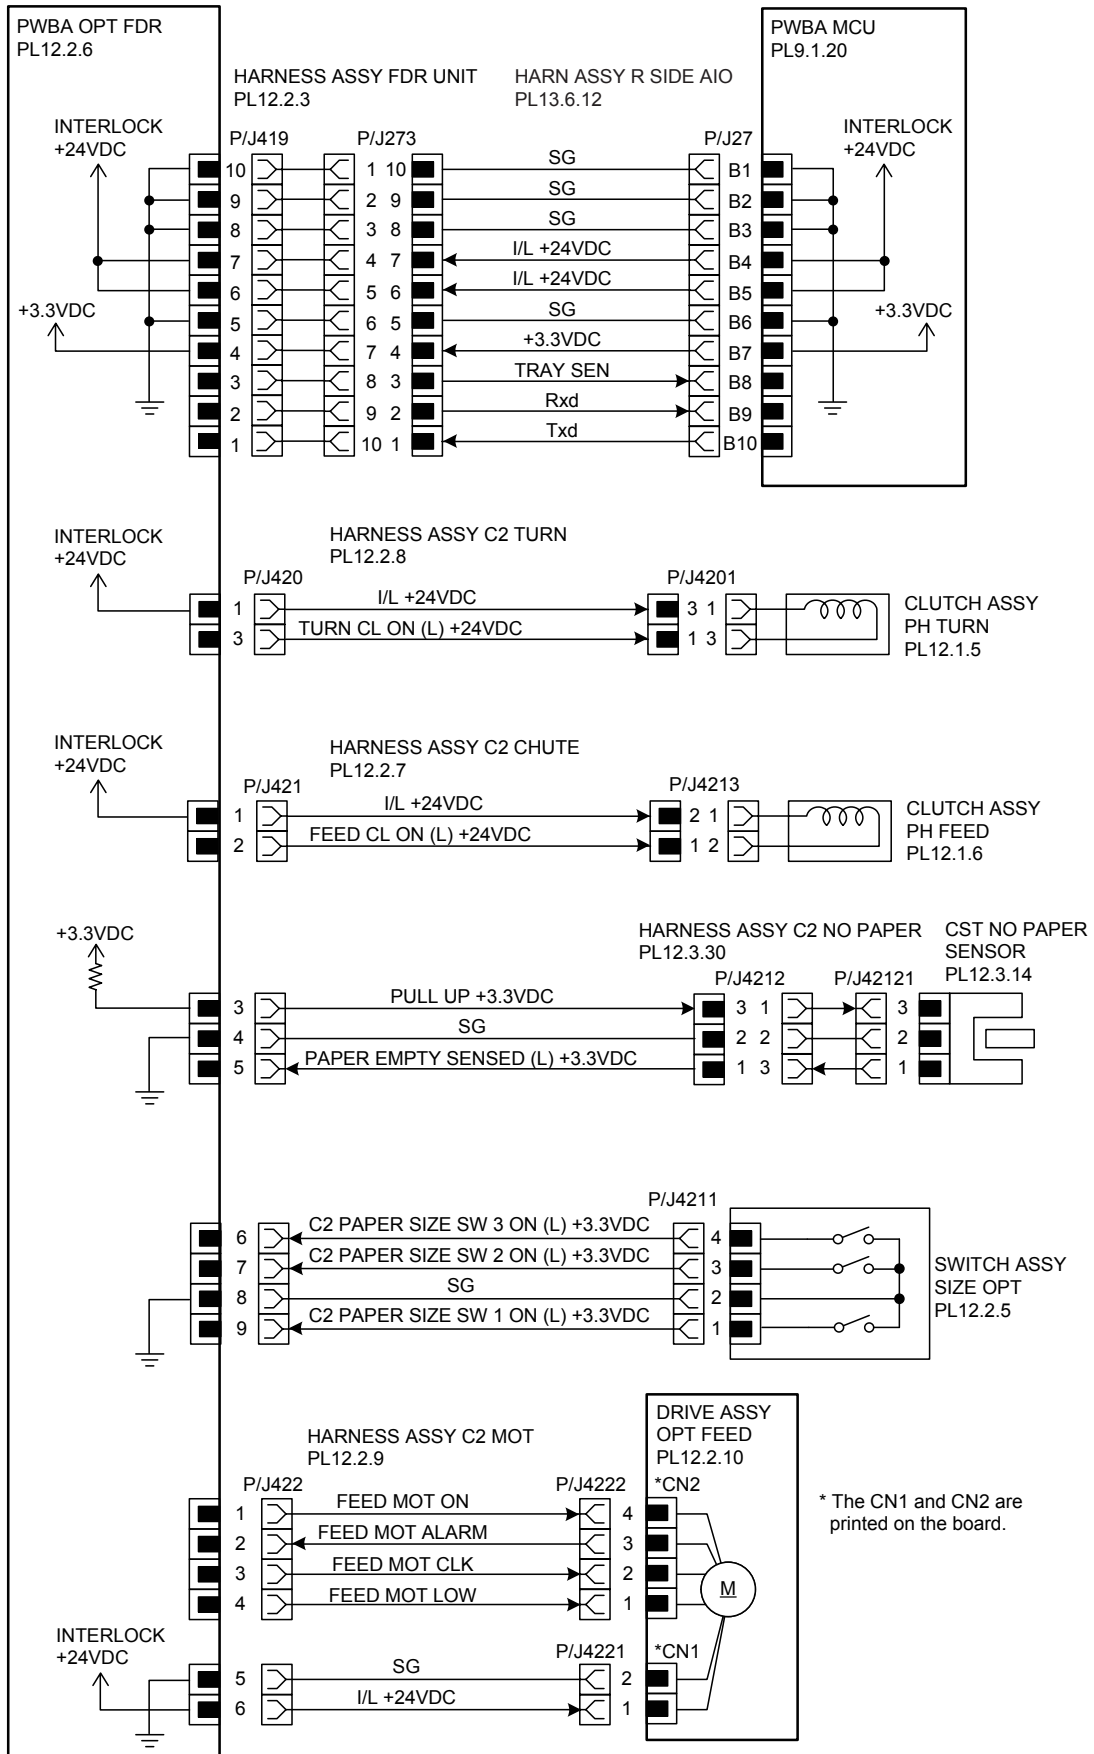 PWBA OPT FDR
PL12.2.6
PWBA MCU
PL9.1.20
HARNESS ASSY FDR UNIT
PL12.2.3
HARN ASSY R SIDE AIO
PL13.6.12
INTERLOCK
+24VDC
P/J419
P/J273
P/J27
INTERLOCK
+24VDC
10 1 10 SG B1
9 2 9 SG B2
8 3 8 SG B3
7 4 7 I/L +24VDC B4
6 5 6 I/L +24VDC B5
+3.3VDC
5 6 5 SG B6
+3.3VDC
4 7 4 +3.3VDC B7
3 8 3 TRAY SEN B8
2 9 2 Rxd B9
1 10 1 Txd B10
INTERLOCK
+24VDC
HARNESS ASSY C2 TURN
PL12.2.8
P/J420
P/J4201
1 I/L +24VDC 3 1
3 TURN CL ON (L) +24VDC 1 3
CLUTCH ASSY
PH TURN
PL12.1.5
INTERLOCK
+24VDC
HARNESS ASSY C2 CHUTE
PL12.2.7
P/J421
P/J4213
1 I/L +24VDC 2 1
2 FEED CL ON (L) +24VDC 1 2
CLUTCH ASSY
PH FEED
PL12.1.6
+3.3VDC
HARNESS ASSY C2 NO PAPER
PL12.3.30
CST NO PAPER
SENSOR
PL12.3.14
P/J4212
P/J42121
3 PULL UP +3.3VDC 3 1 3
4 SG 2 2 2
5 PAPER EMPTY SENSED (L) +3.3VDC 1 3 1
P/J4211
6 C2 PAPER SIZE SW 3 ON (L) +3.3VDC 4
7 C2 PAPER SIZE SW 2 ON (L) +3.3VDC 3
8 SG 2
9 C2 PAPER SIZE SW 1 ON (L) +3.3VDC 1
SWITCH ASSY
SIZE OPT
PL12.2.5
HARNESS ASSY C2 MOT
PL12.2.9
DRIVE ASSY
OPT FEED
PL12.2.10
P/J422
P/J4222
*CN2
1 FEED MOT ON 4
2 FEED MOT ALARM 3
3 FEED MOT CLK 2
4 FEED MOT LOW 1
M
* The CN1 and CN2 are
printed on the board.
INTERLOCK
+24VDC
P/J4221
*CN1
5 SG 2
6 I/L +24VDC 1